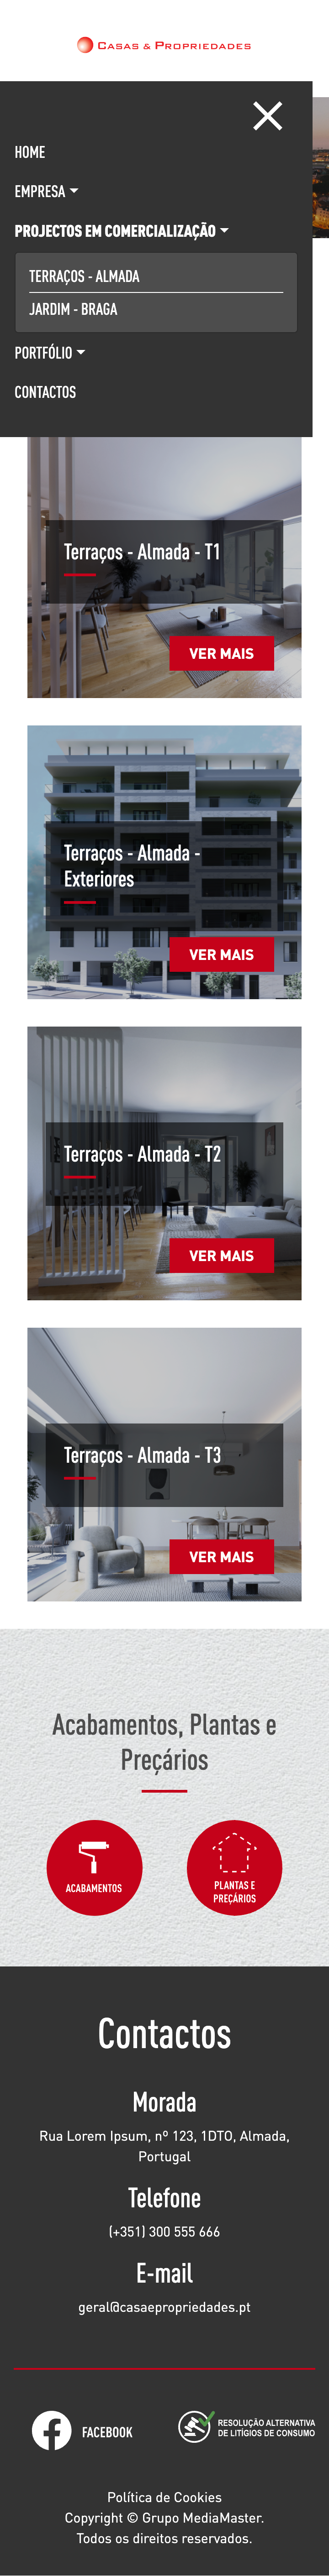 Casas & Propriedades
HOME
EMPRESA
PROJECTOS EM COMERCIALIZAÇÃO
TERRAÇOS - ALMADA
JARDIM - BRAGA
PORTFÓLIO
CONTACTOS
Terraços - Almada - T1
VER MAIS
Terraços - Almada -
Exteriores
VER MAIS
Terraços - Almada - T2
VER MAIS
Terraços - Almada - T3
VER MAIS
Acabamentos, Plantas e
Preçários
ACABAMENTOS
PLANTAS E
PREÇÁRIOS
Contactos
Morada
Rua Lorem Ipsum, nº 123, 1DTO, Almada,
Portugal
Telefone
(+351) 300 555 666
E-mail
geral@casaepropriedades.pt
FACEBOOK
RESOLUÇÃO ALTERNATIVA
DE LITÍGIOS DE CONSUMO
Política de Cookies
Copyright © Grupo MediaMaster.
Todos os direitos reservados.